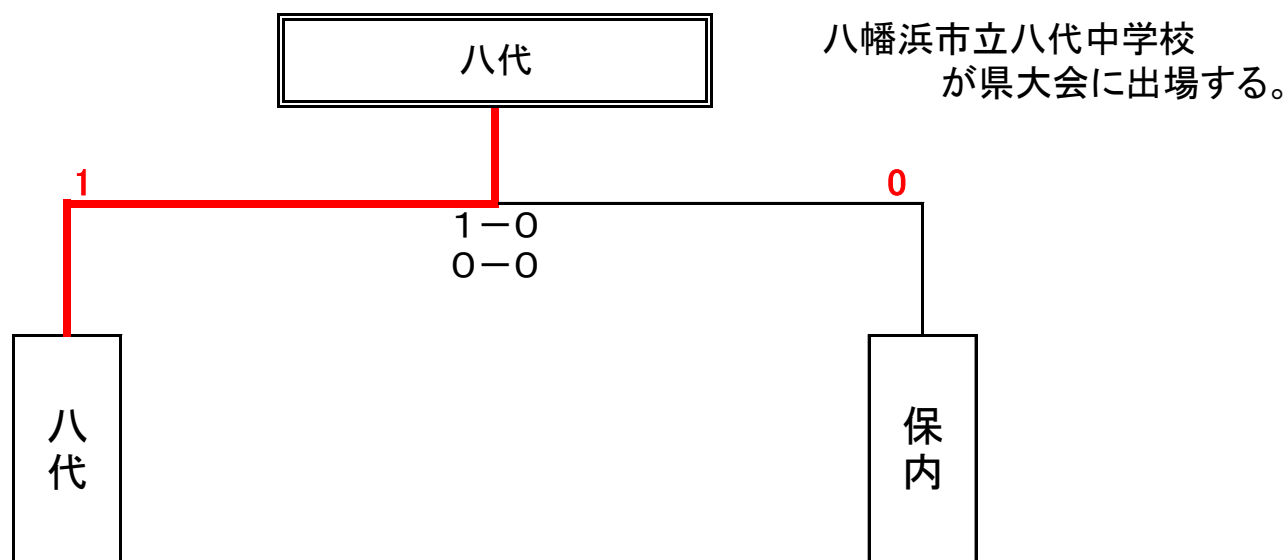 八代
八幡浜市立八代中学校
が県大会に出場する。
1
0
1－0
0－0
八代
保内